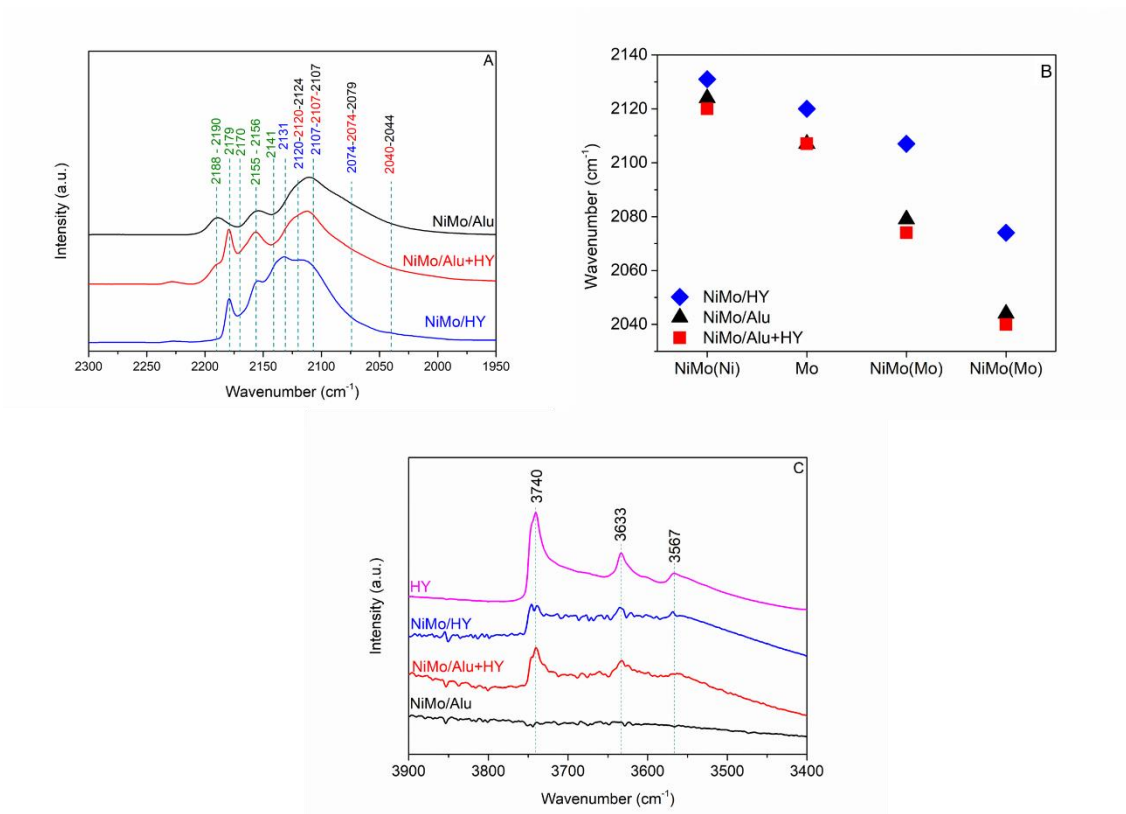 A
2188 - 2190
2179
2170
2155 - 2156
2141
2131
2120-2120-2124
2107-2107-2107
2074-2074-2079
2040-2044
NiMo/Alu
NiMo/Alu+HY
NiMo/HY
Intensity (a.u.)
2300 2250 2200 2150 2100 2050 2000 1950
Wavenumber (cm⁻¹)
B
2140
2120
2100
2080
2060
2040
Wavenumber (cm⁻¹)
NiMo/HY
NiMo/Alu
NiMo/Alu+HY
NiMo(Ni) Mo NiMo(Mo) NiMo(Mo)
C
3740
3633
3567
HY
NiMo/HY
NiMo/Alu+HY
NiMo/Alu
Intensity (a.u.)
3900 3800 3700 3600 3500 3400
Wavenumber (cm⁻¹)